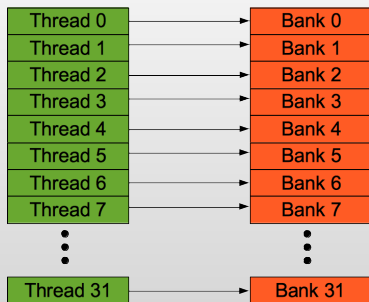 Thread 0 Bank 0
Thread 1 Bank 1
Thread 2 Bank 2
Thread 3 Bank 3
Thread 4 Bank 4
Thread 5 Bank 5
Thread 6 Bank 6
Thread 7 Bank 7
Thread 31 Bank 31